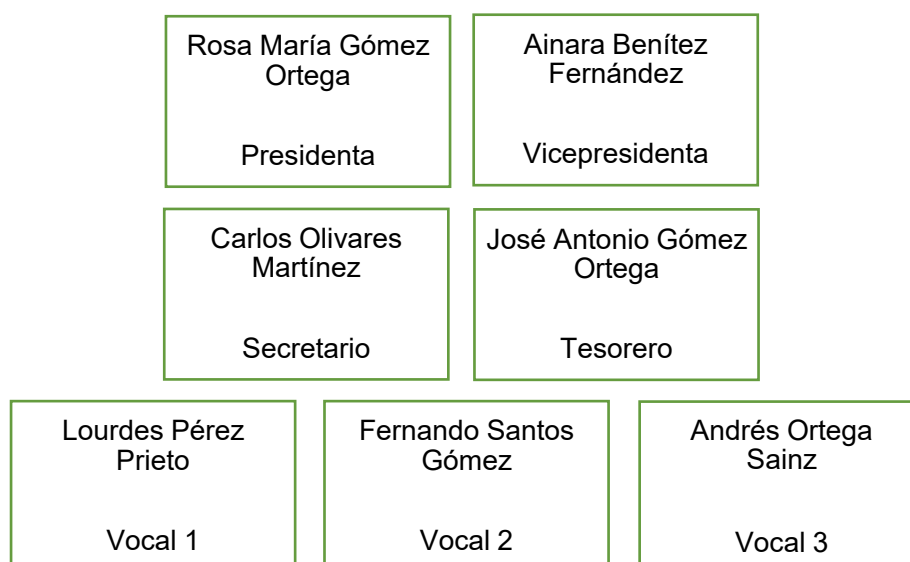 Rosa María Gómez
Ortega
Presidenta
Ainara Benítez
Fernández
Vicepresidenta
Carlos Olivares
Martínez
Secretario
José Antonio Gómez
Ortega
Tesorero
Lourdes Pérez
Prieto
Vocal 1
Fernando Santos
Gómez
Vocal 2
Andrés Ortega
Sainz
Vocal 3